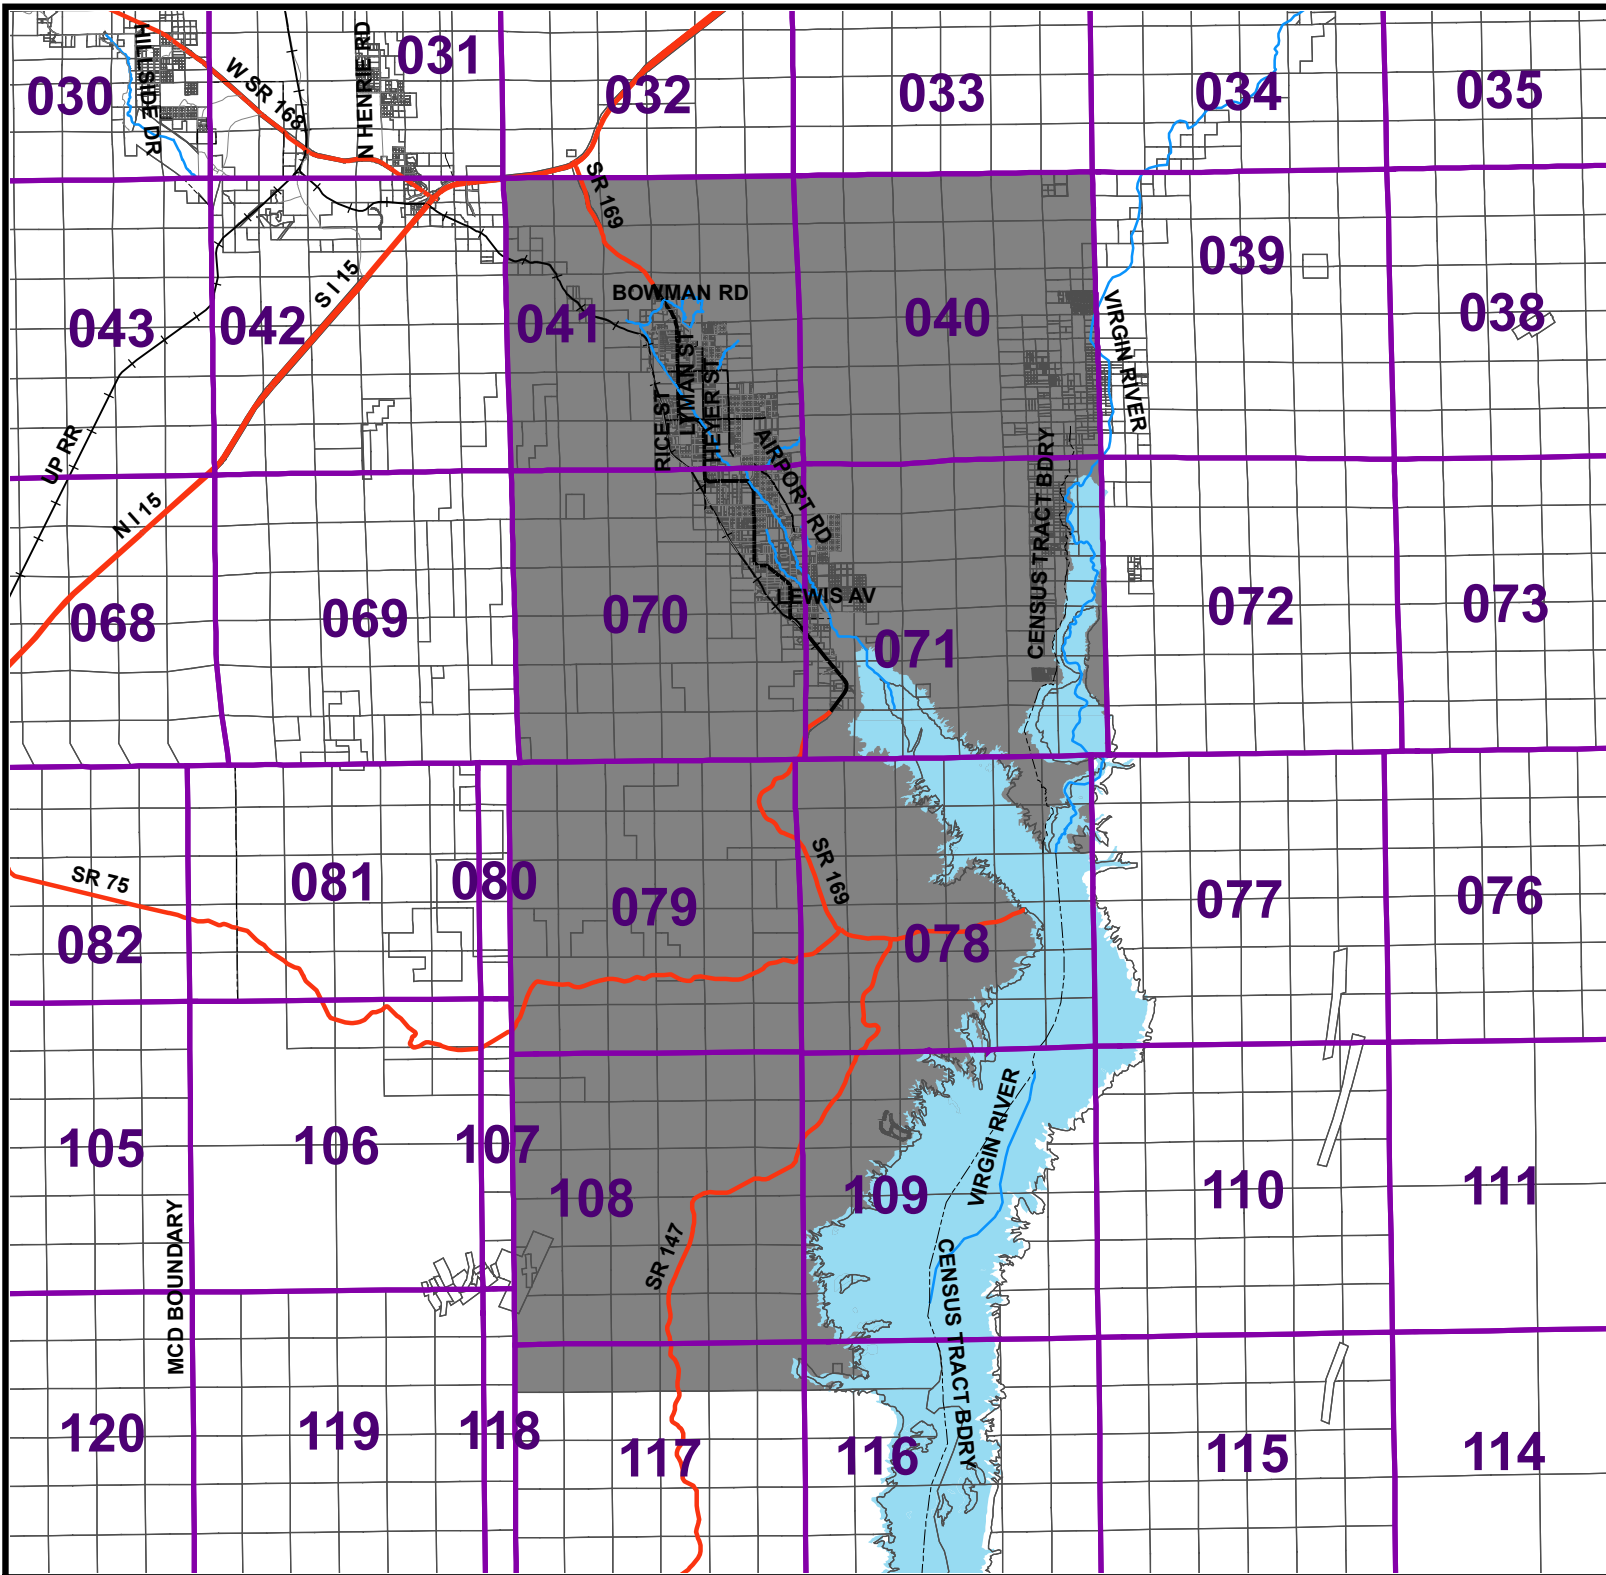 030
HILLSIDE DR
W SR 168
N HENRIE RD
031
032
033
034
035
SR 169
043
042
S I 15
041
BOWMAN RD
040
039
038
VIRGIN RIVER
UP RR
RICE ST
LYMAN ST
HEYER ST
AIRPORT RD
CENSUS TRACT BDRY
N I 15
068
069
070
LEWIS AV
071
072
073
SR 75
082
081
080
079
SR 169
078
077
076
105
106
107
108
109
VIRGIN RIVER
110
111
MCD BOUNDARY
SR 147
CENSUS TRACT BDRY
120
119
118
117
116
115
114